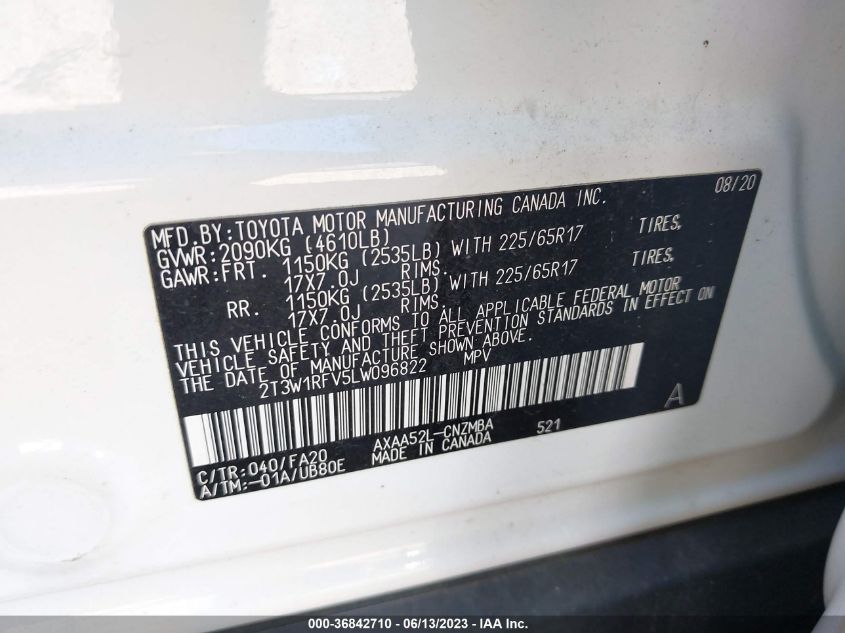 08/20
MFD. BY: TOYOTA MOTOR MANUFACTURING CANADA INC.
GVWR: 2090KG (4610LB)
GAWR: FRT. 1150KG (2535LB) WITH 225/65R17 TIRES,
17X7.0J RIMS.
RR. 1150KG (2535LB) WITH 225/65R17 TIRES,
17X7.0J RIMS.
THIS VEHICLE CONFORMS TO ALL APPLICABLE FEDERAL MOTOR
VEHICLE SAFETY AND THEFT PREVENTION STANDARDS IN EFFECT ON
THE DATE OF MANUFACTURE SHOWN ABOVE.
2T3W1RFV5LW096822 MPV
A
C/TR: 040/FA20 AXAA52L-CNZMBA 521
A/TM: -01A/UB80E MADE IN CANADA
000-36842710 - 06/13/2023 - IAA Inc.